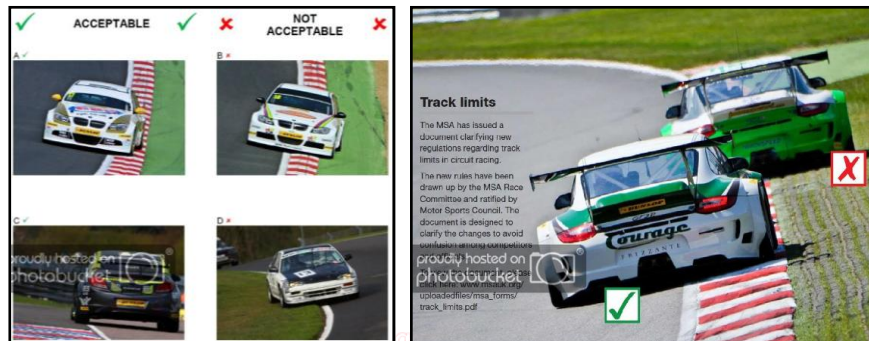 ACCEPTABLE
NOT
ACCEPTABLE
A
B
C
D
proudly hosted on
photobucket
Track limits
The MSA has issued a
document clarifying new
regulations regarding track
limits in circuit racing.
The new rules have been
drawn up by the MSA Race
Committee and ratified by
Motor Sports Council. The
document is designed to
clarify the changes to avoid
confusion among competitors
proudly hosted on
photobucket
click here: www.msauk.org/
uploadedfiles/msa_forms/
track_limits.pdf
DUNLOP
Courage
FRIZZANTE